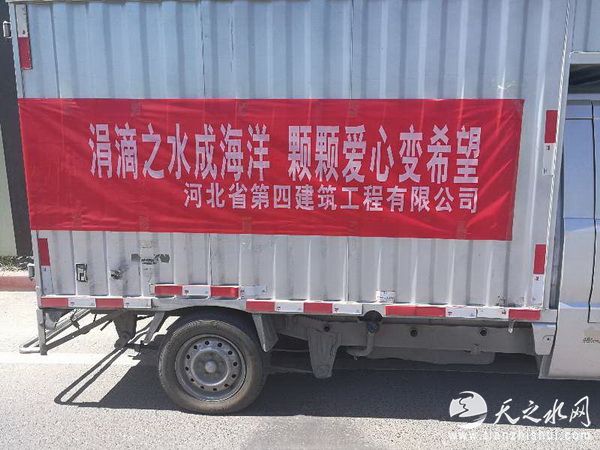 涓滴之水成海洋 颗颗爱心变希望
河北省第四建筑工程有限公司
天之水网
www.tianzhishui.com